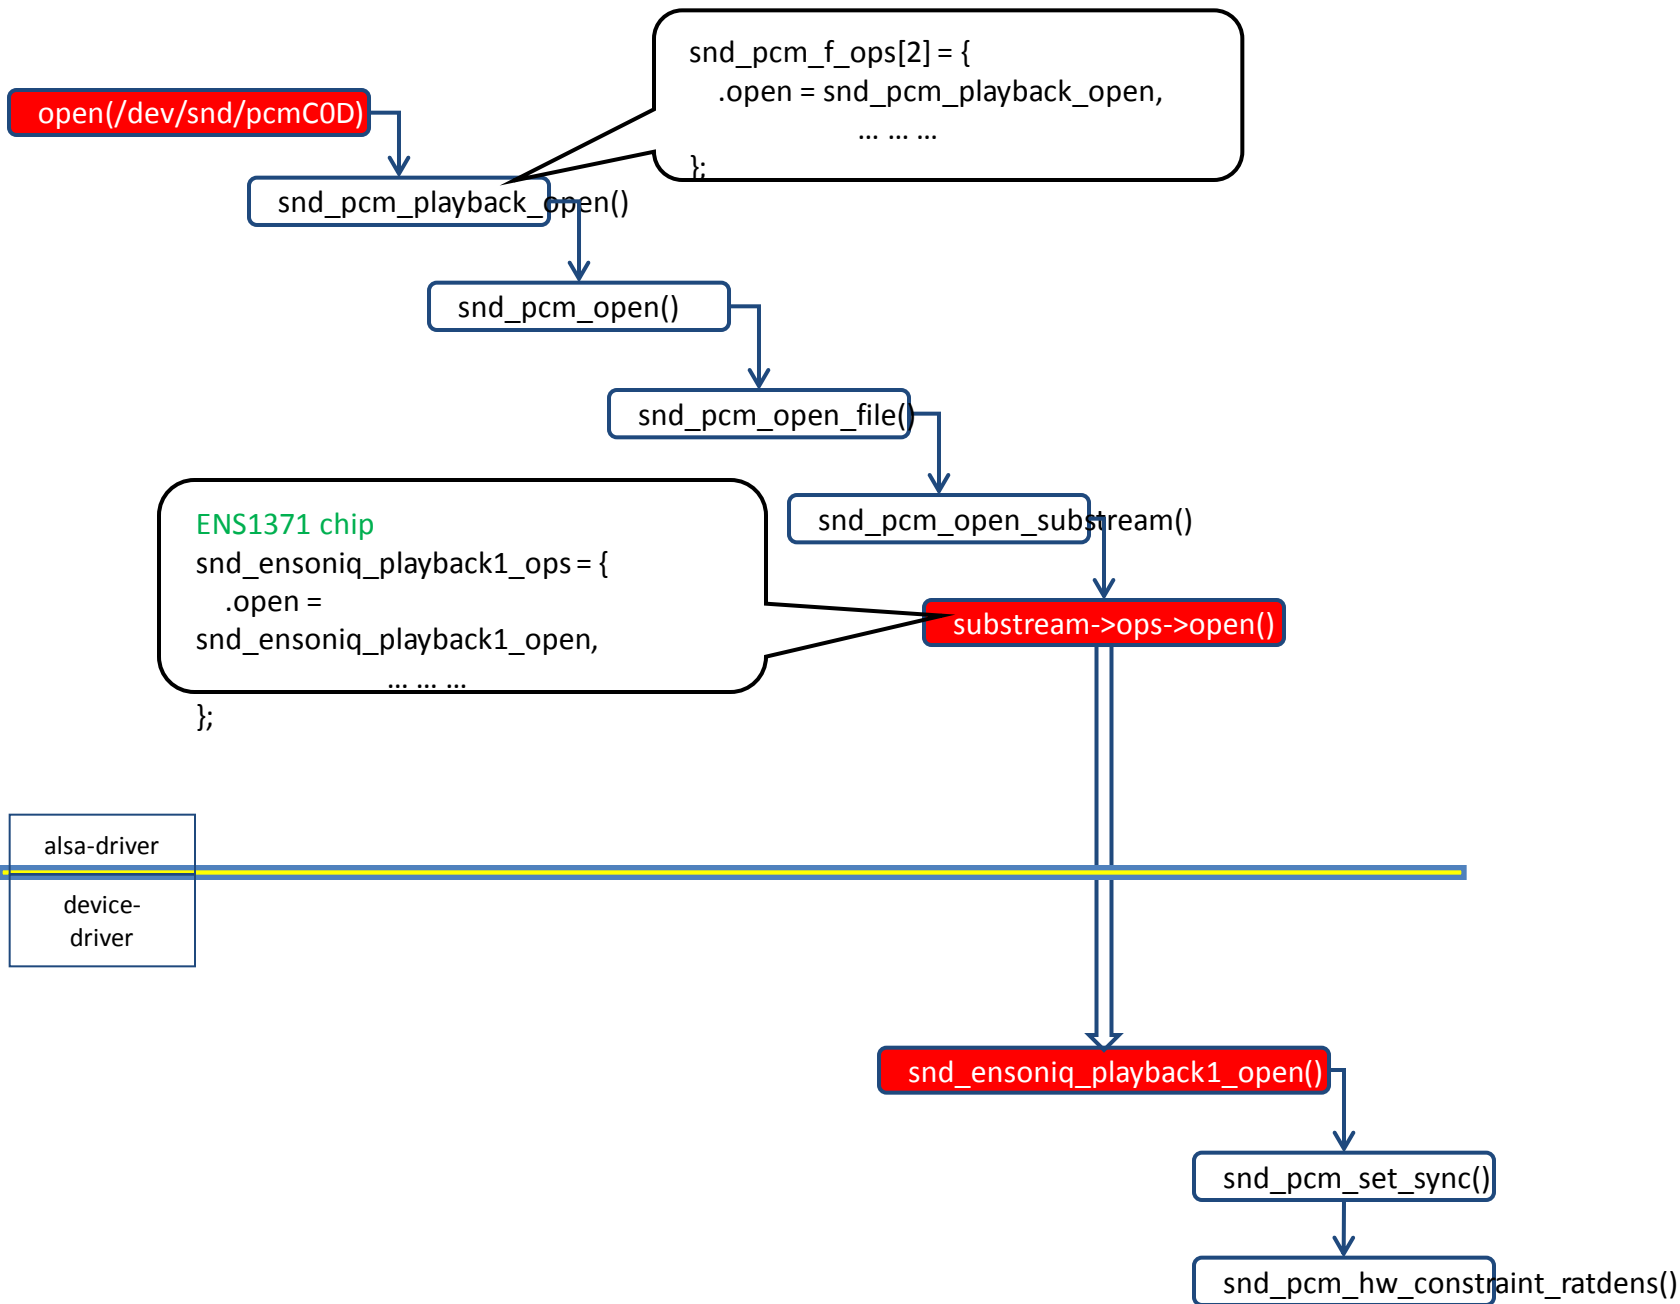 snd_pcm_f_ops[2] = {
.open = snd_pcm_playback_open,
... ... ...
};
open(/dev/snd/pcmC0D)
snd_pcm_playback_open()
snd_pcm_open()
snd_pcm_open_file()
snd_pcm_open_substream()
ENS1371 chip
snd_ensoniq_playback1_ops = {
.open =
snd_ensoniq_playback1_open,
... ... ...
};
substream->ops->open()
alsa-driver
device-
driver
snd_ensoniq_playback1_open()
snd_pcm_set_sync()
snd_pcm_hw_constraint_ratdens()